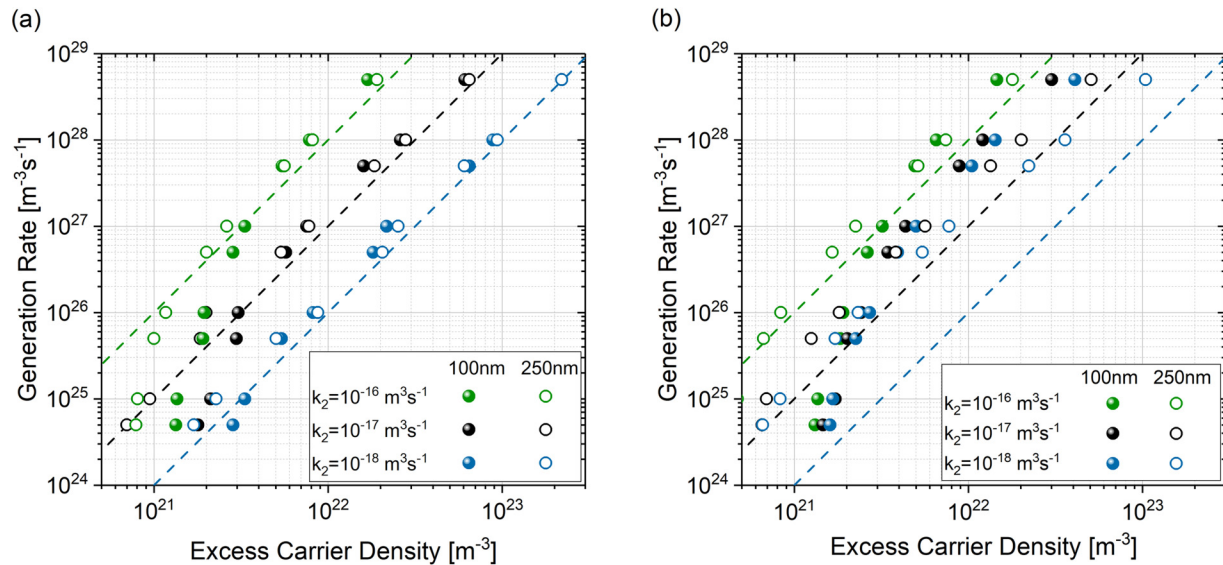 (a)
10²⁹
10²⁸
10²⁷
10²⁶
10²⁵
10²⁴
Generation Rate [m⁻³s⁻¹]
10²¹ 10²² 10²³
Excess Carrier Density [m⁻³]
100nm 250nm
k₂=10⁻¹⁶ m³s⁻¹
k₂=10⁻¹⁷ m³s⁻¹
k₂=10⁻¹⁸ m³s⁻¹
(b)
10²⁹
10²⁸
10²⁷
10²⁶
10²⁵
10²⁴
Generation Rate [m⁻³s⁻¹]
10²¹ 10²² 10²³
Excess Carrier Density [m⁻³]
100nm 250nm
k₂=10⁻¹⁶ m³s⁻¹
k₂=10⁻¹⁷ m³s⁻¹
k₂=10⁻¹⁸ m³s⁻¹